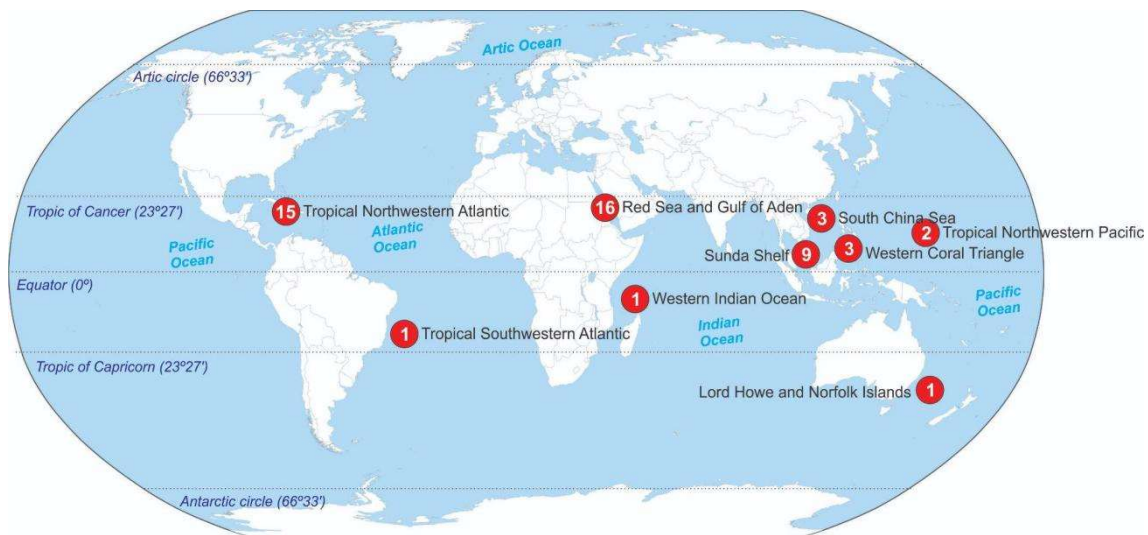 Artic Ocean
Artic circle (66º33')
Tropic of Cancer (23º27')
15 Tropical Northwestern Atlantic
16 Red Sea and Gulf of Aden
3 South China Sea
2 Tropical Northwestern Pacific
Atlantic
Ocean
Pacific
Ocean
Sunda Shelf 9
3 Western Coral Triangle
Equator (0º)
1 Western Indian Ocean
Pacific
Ocean
Indian
Ocean
1 Tropical Southwestern Atlantic
Tropic of Capricorn (23º27')
Lord Howe and Norfolk Islands 1
Antarctic circle (66º33')